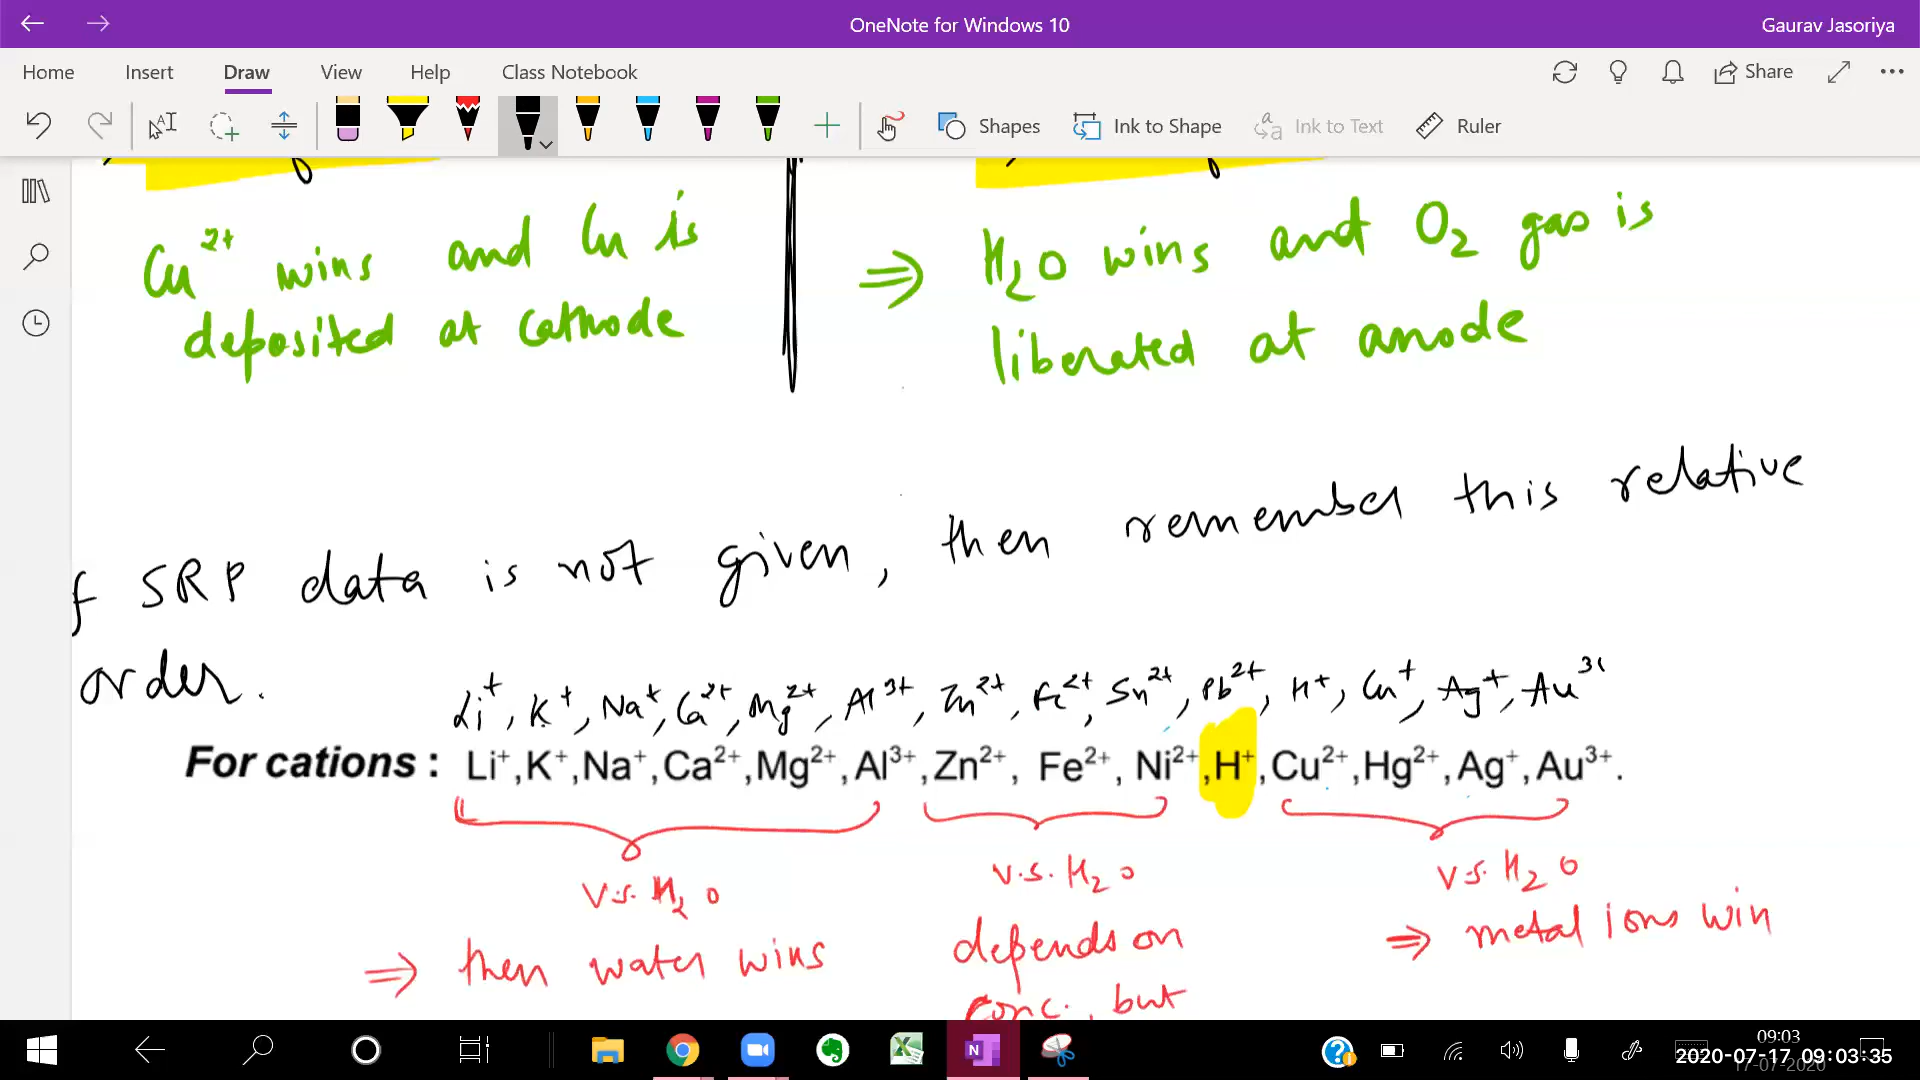 OneNote for Windows 10
Gaurav Jasoriya
Home Insert Draw View Help Class Notebook
Share
Shapes Ink to Shape Ink to Text Ruler
Cu2+ wins and Cu is
deposited at cathode
⇒ H2O wins and O2 gas is
liberated at anode
f SRP data is not given, then remember this relative
order.
Li+, K+, Na+, Ca2+, Mg2+, Al3+, Zn2+, Fe2+, Sn2+, Pb2+, H+, Cu+, Ag+, Au3+
For cations : Li+,K+,Na+,Ca2+,Mg2+,Al3+,Zn2+, Fe2+, Ni2+,H+,Cu2+,Hg2+,Ag+,Au3+.
v.s. H2O
⇒ then water wins
v.s. H2O
depends on
conc., but
v.s. H2O
⇒ metal ions win
09:03
2020-07-17 09:03:35
17-07-2020